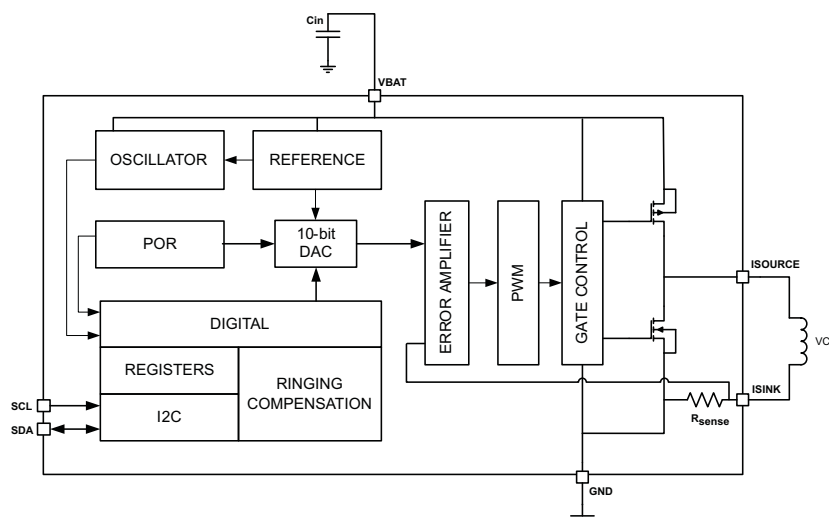 Cin
VBAT
OSCILLATOR
REFERENCE
POR
10-bit
DAC
ERROR AMPLIFIER
PWM
GATE CONTROL
ISOURCE
DIGITAL
REGISTERS
RINGING
COMPENSATION
I2C
SCL
SDA
ISINK
Rsense
GND